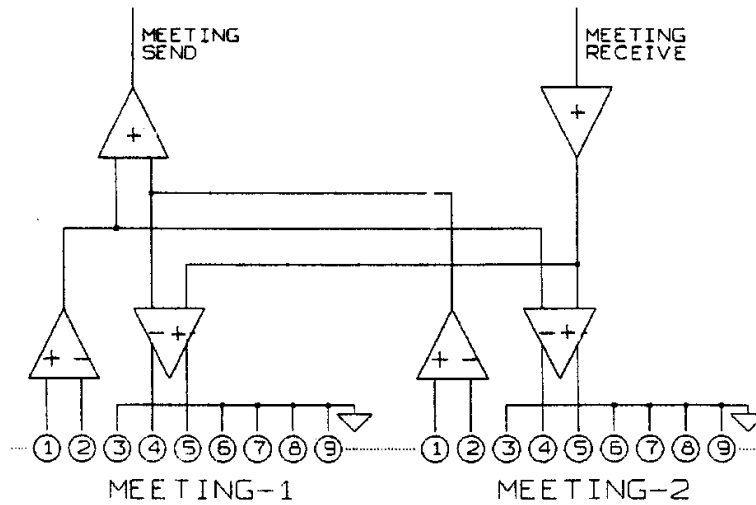 MEETING
SEND
MEETING
RECEIVE
+
+
+ -
- +
+ -
- +
1 2 3 4 5 6 7 8 9
1 2 3 4 5 6 7 8 9
MEETING-1
MEETING-2